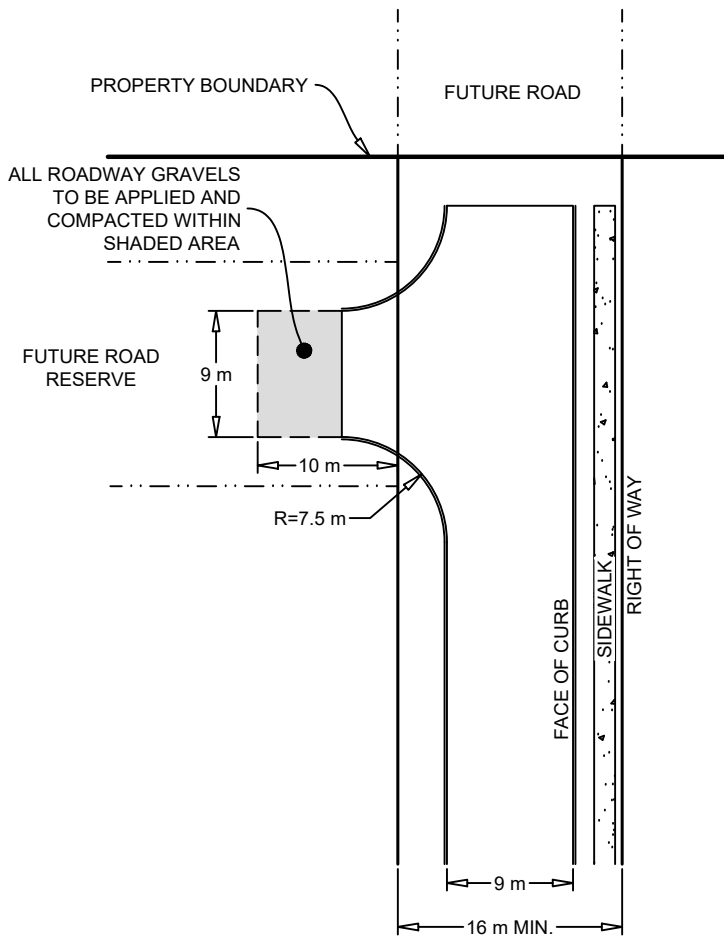 PROPERTY BOUNDARY
FUTURE ROAD
ALL ROADWAY GRAVELS
TO BE APPLIED AND
COMPACTED WITHIN
SHADED AREA
FUTURE ROAD
RESERVE
9 m
10 m
R=7.5 m
FACE OF CURB
SIDEWALK
RIGHT OF WAY
9 m
16 m MIN.